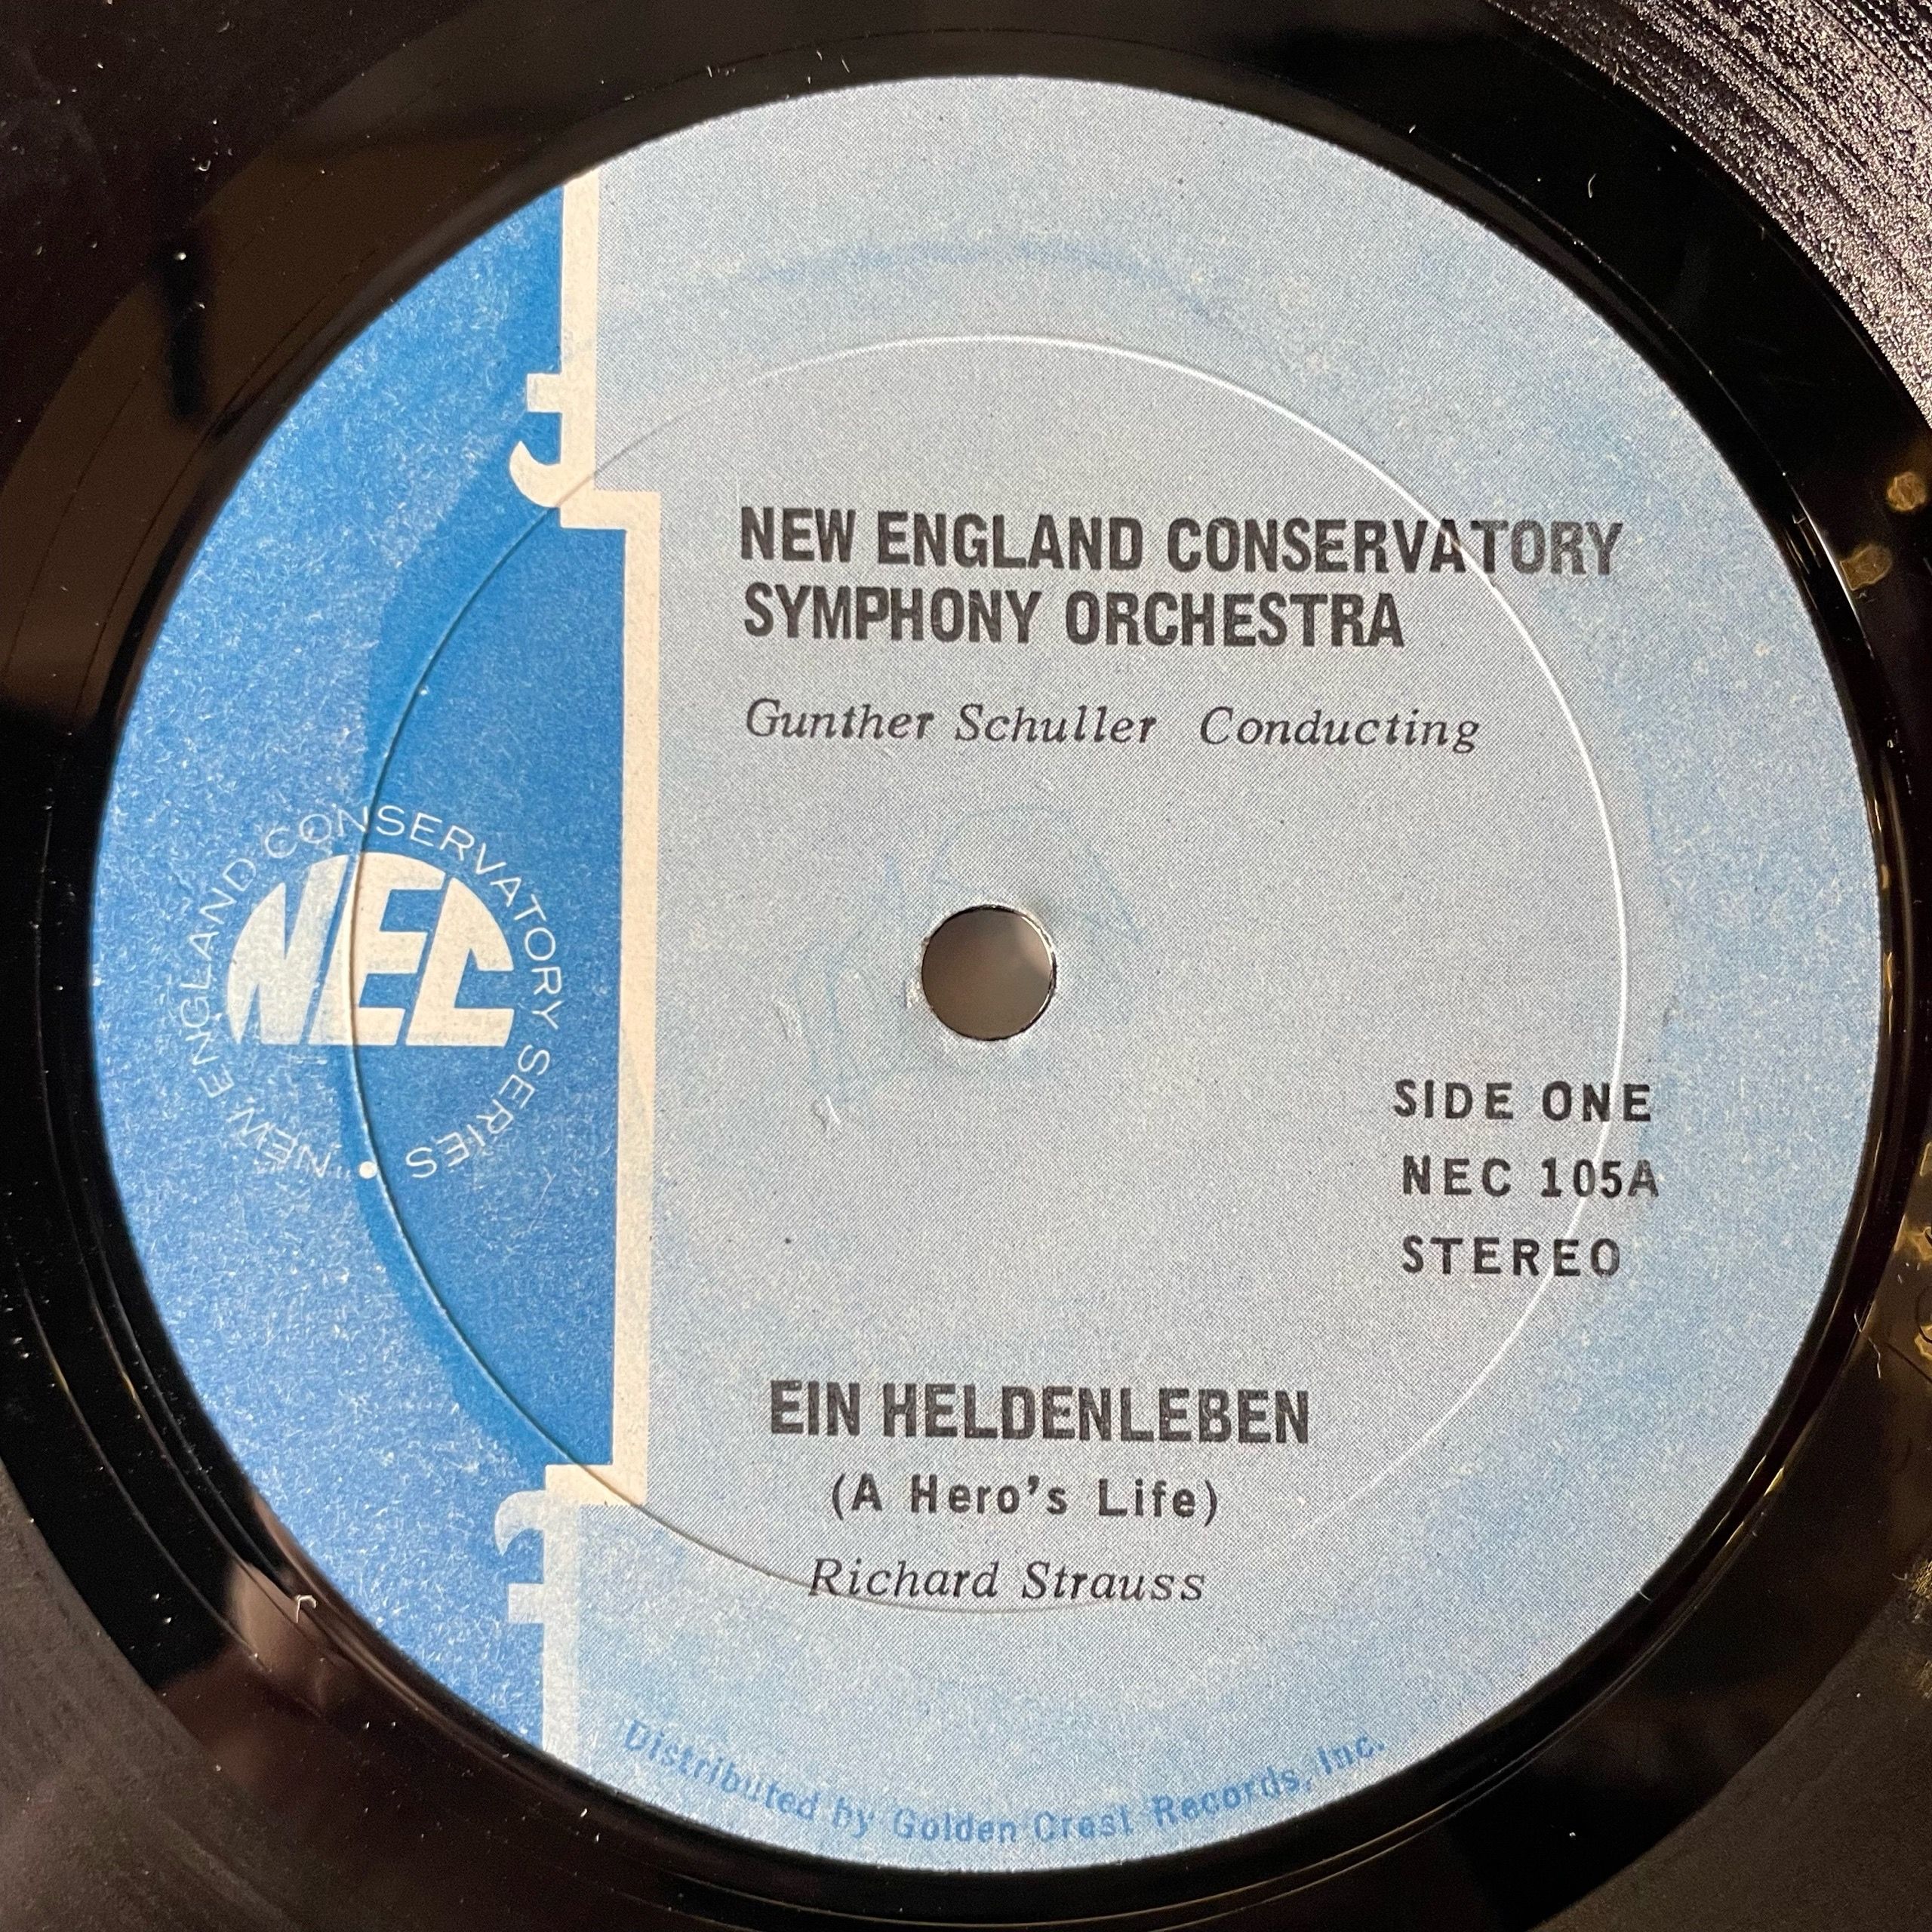 NEW ENGLAND CONSERVATORY
SYMPHONY ORCHESTRA
Gunther Schuller Conducting
NEW ENGLAND CONSERVATORY SERIES •
NEC
SIDE ONE
NEC 105A
STEREO
EIN HELDENLEBEN
(A Hero's Life)
Richard Strauss
Distributed by Golden Crest Records, Inc.